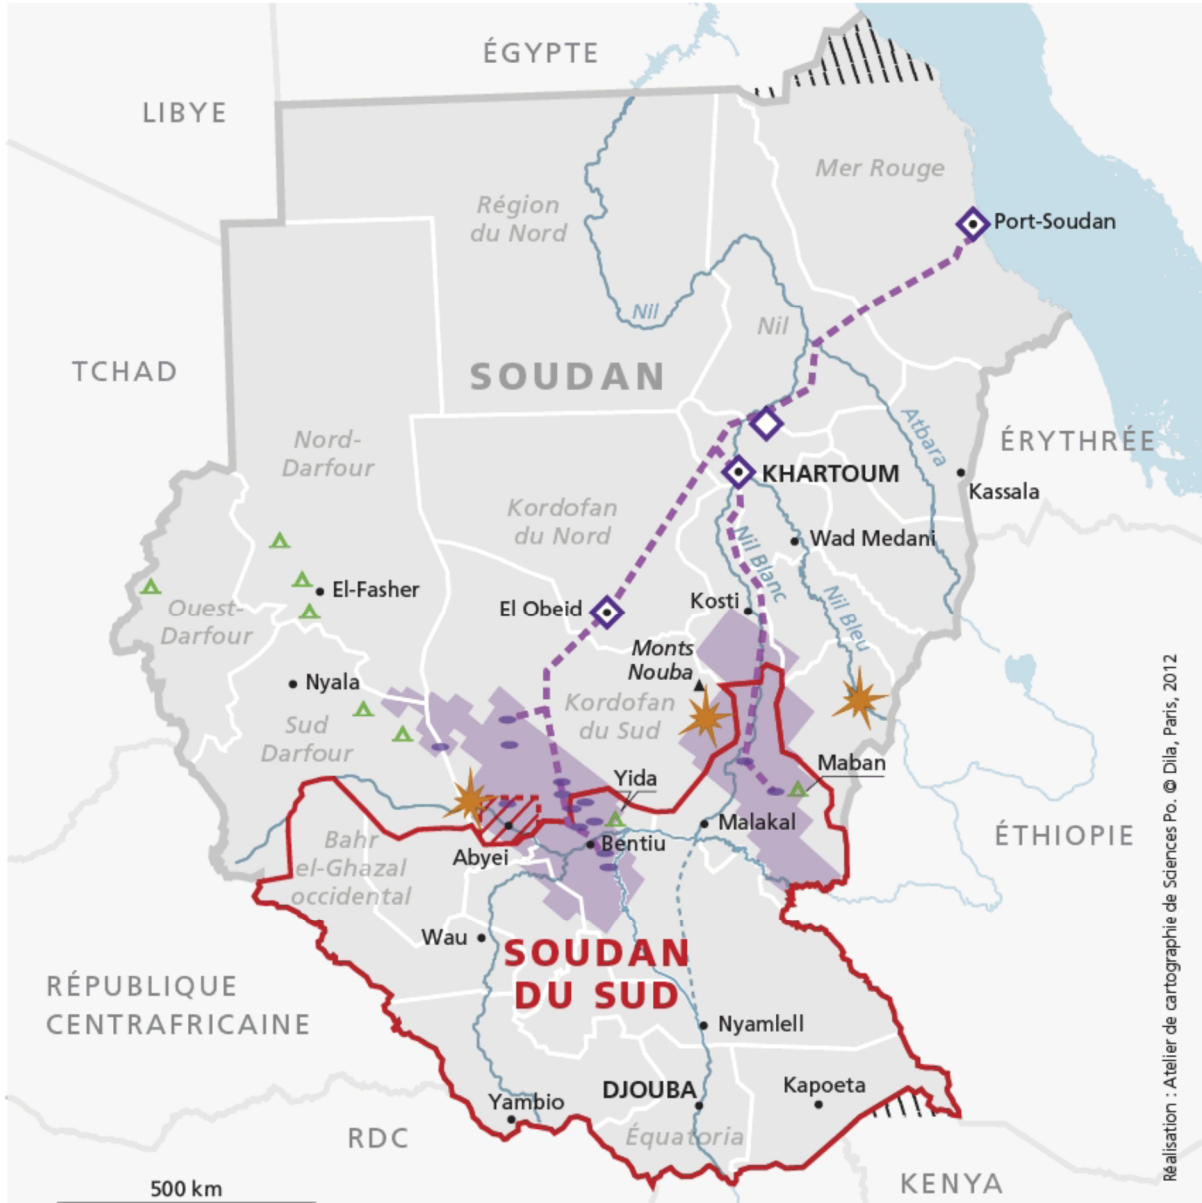 ÉGYPTE
LIBYE
Mer Rouge
Région
du Nord
Port-Soudan
Nil
Nil
TCHAD
SOUDAN
Atbara
ÉRYTHRÉE
Nord-
Darfour
KHARTOUM
Kassala
Kordofan
du Nord
Wad Medani
Nil Blanc
El-Fasher
Nil Bleu
Ouest-
Darfour
El Obeid
Kosti
Monts
Nouba
Nyala
Kordofan
du Sud
Sud
Darfour
Maban
Yida
Malakal
ÉTHIOPIE
Bahr
el-Ghazal
occidental
Abyei
Bentiu
Wau
SOUDAN
DU SUD
RÉPUBLIQUE
CENTRAFRICAINE
Nyamlell
DJOUBA
Kapoeta
Yambio
Équatoria
RDC
KENYA
500 km
Réalisation : Atelier de cartographie de Sciences Po. © Dila, Paris, 2012